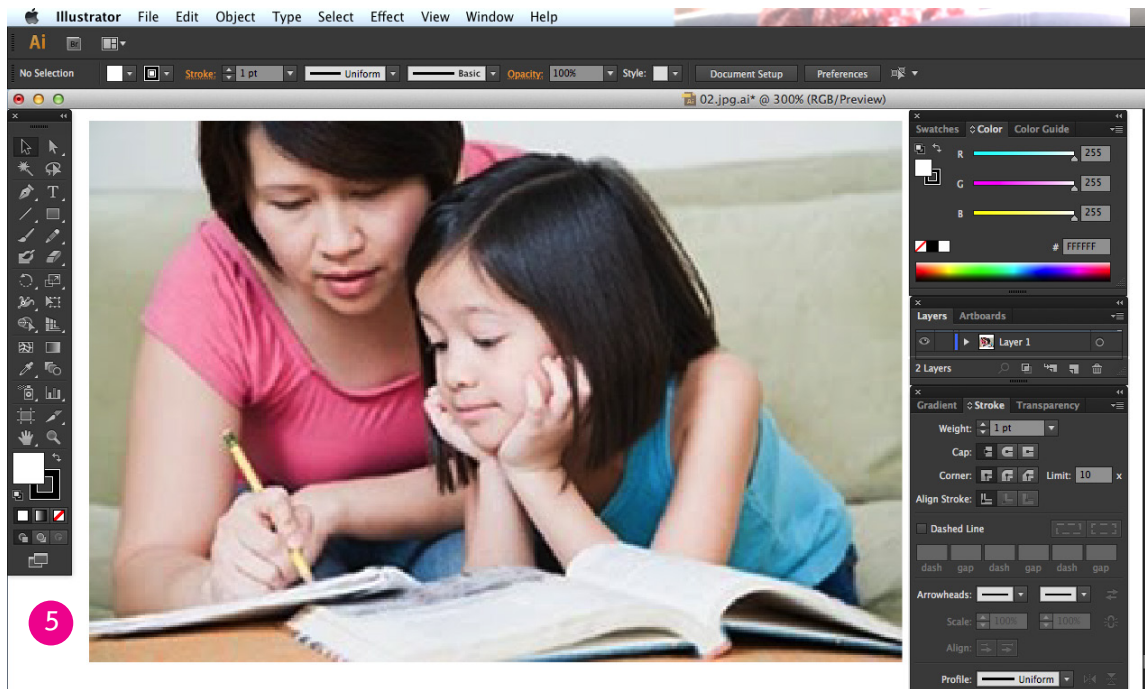 Illustrator File Edit Object Type Select Effect View Window Help
Ai Br
No Selection Stroke: 1 pt Uniform Basic Opacity: 100% Style: Document Setup Preferences
02.jpg.ai* @ 300% (RGB/Preview)
Swatches Color Color Guide
R 255
G 255
B 255
# FFFFFF
Layers Artboards
Layer 1
2 Layers
Gradient Stroke Transparency
Weight: 1 pt
Cap:
Corner: Limit: 10 x
Align Stroke:
Dashed Line
dash gap dash gap dash gap
Arrowheads:
Scale: 100% 100%
Align:
Profile: Uniform
T
5